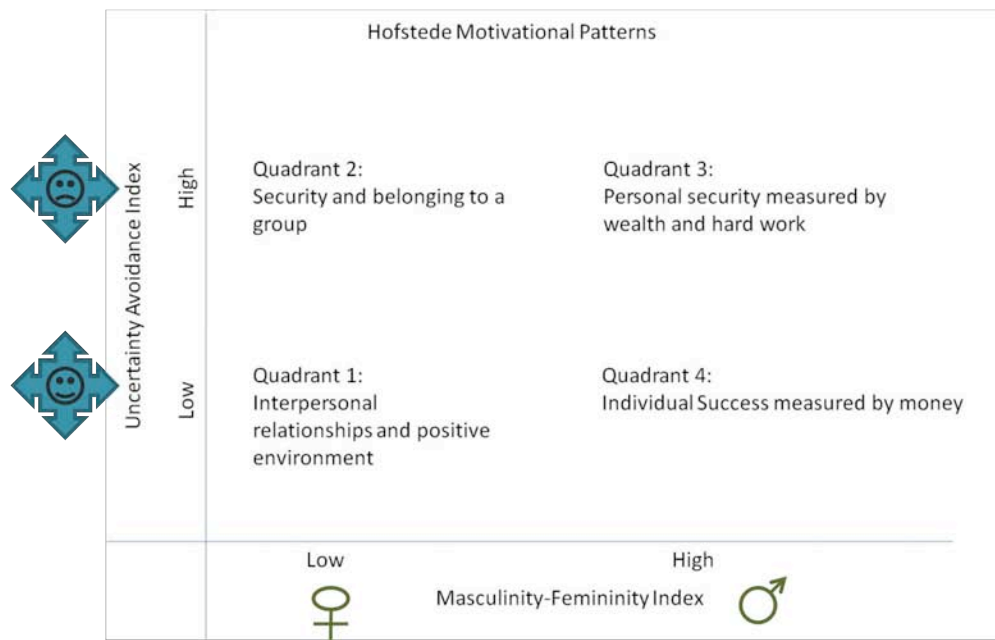 Hofstede Motivational Patterns
Uncertainty Avoidance Index
High
Quadrant 2:
Security and belonging to a
group
Quadrant 3:
Personal security measured by
wealth and hard work
Low
Quadrant 1:
Interpersonal
relationships and positive
environment
Quadrant 4:
Individual Success measured by money
Low
High
Masculinity-Femininity Index